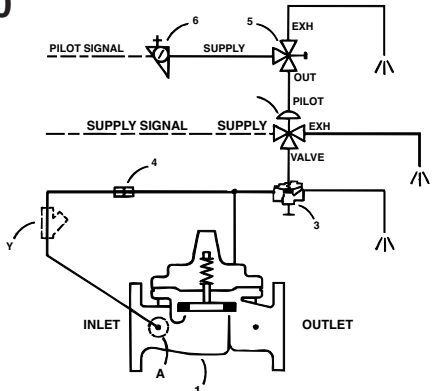 6
5
EXH
PILOT SIGNAL
SUPPLY
OUT
PILOT
SUPPLY SIGNAL
SUPPLY
EXH
VALVE
4
3
Y
INLET
OUTLET
A
1